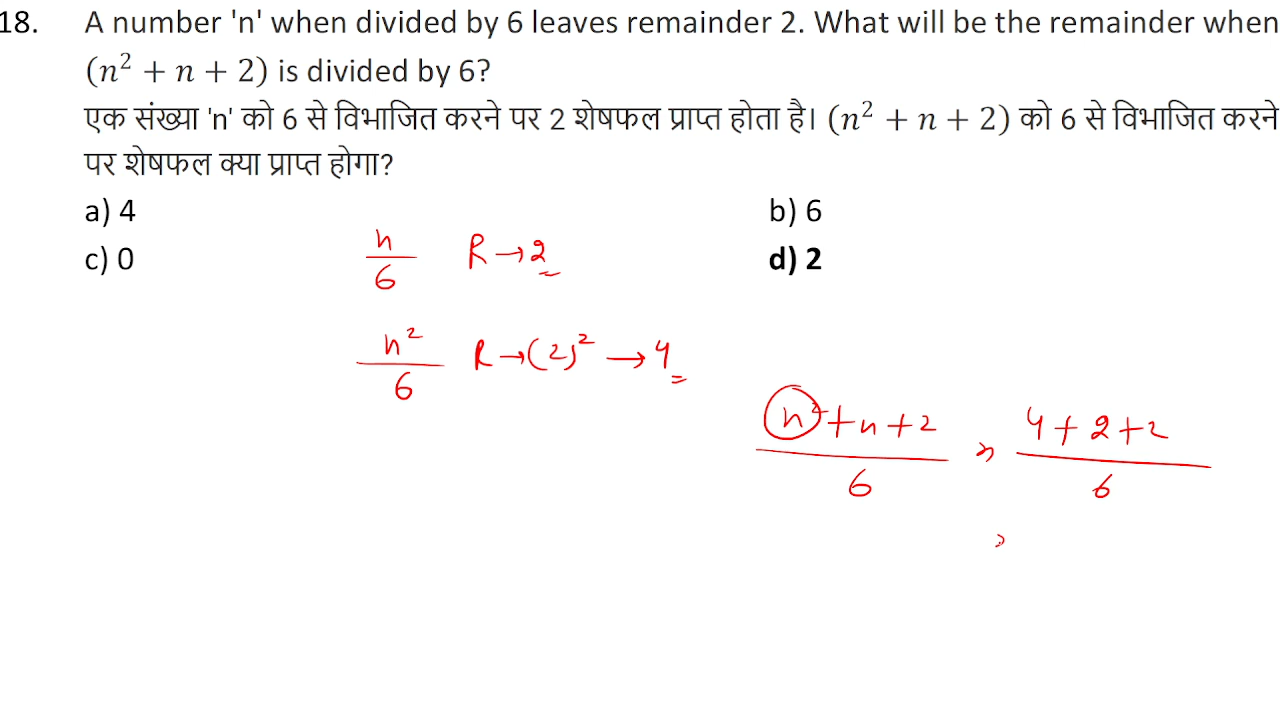 18. A number 'n' when divided by 6 leaves remainder 2. What will be the remainder when
(n² + n + 2) is divided by 6?
एक संख्या 'n' को 6 से विभाजित करने पर 2 शेषफल प्राप्त होता है। (n² + n + 2) को 6 से विभाजित करने
पर शेषफल क्या प्राप्त होगा?
a) 4 b) 6
c) 0 d) 2
n/6 R→2
n²/6 R→(2)²→4
(n²+n+2)/6 (4+2+2)/6